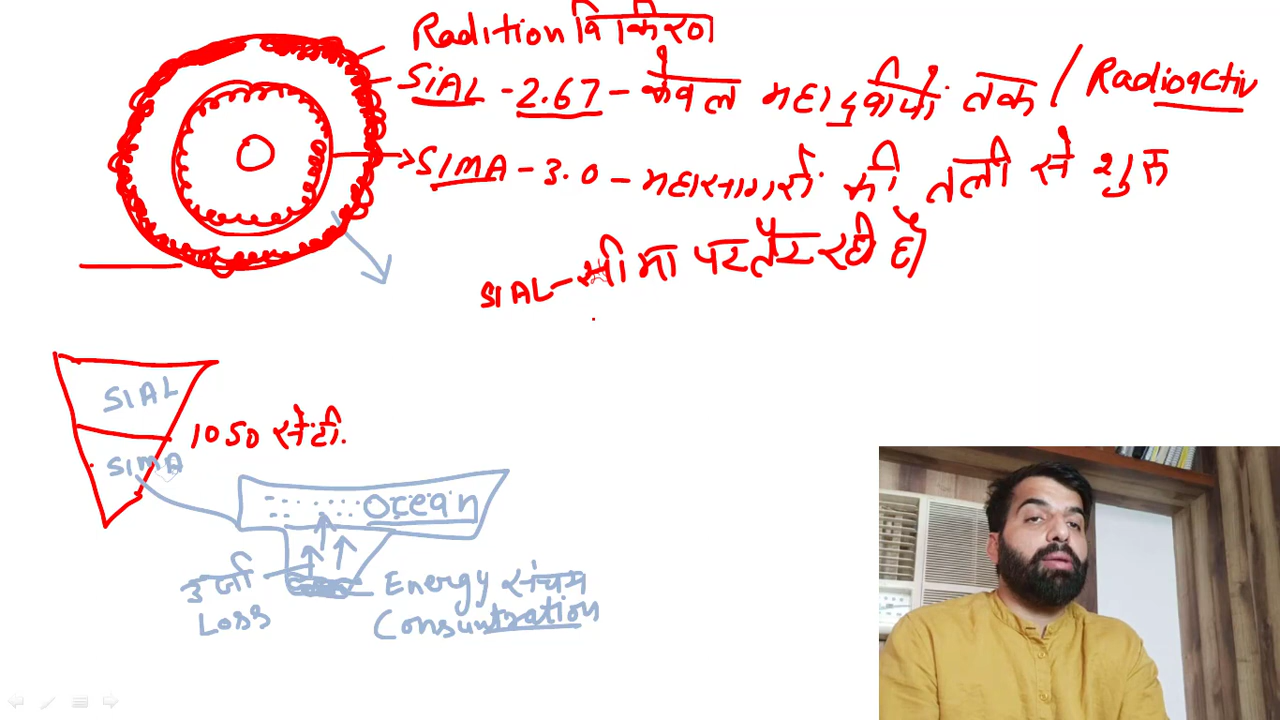 Radition विकिरण
SiAL - 2.67 - केवल महाद्वीपों तक / Radioactiv
SIMA - 3.0 - महासागरों की तली से शुरु
SIAL - सीमा पर तैर रही है
SIAL
1050 से.ग्री.
SIMA
Ocean
ऊर्जा Energy संचय
Loss Consuntration